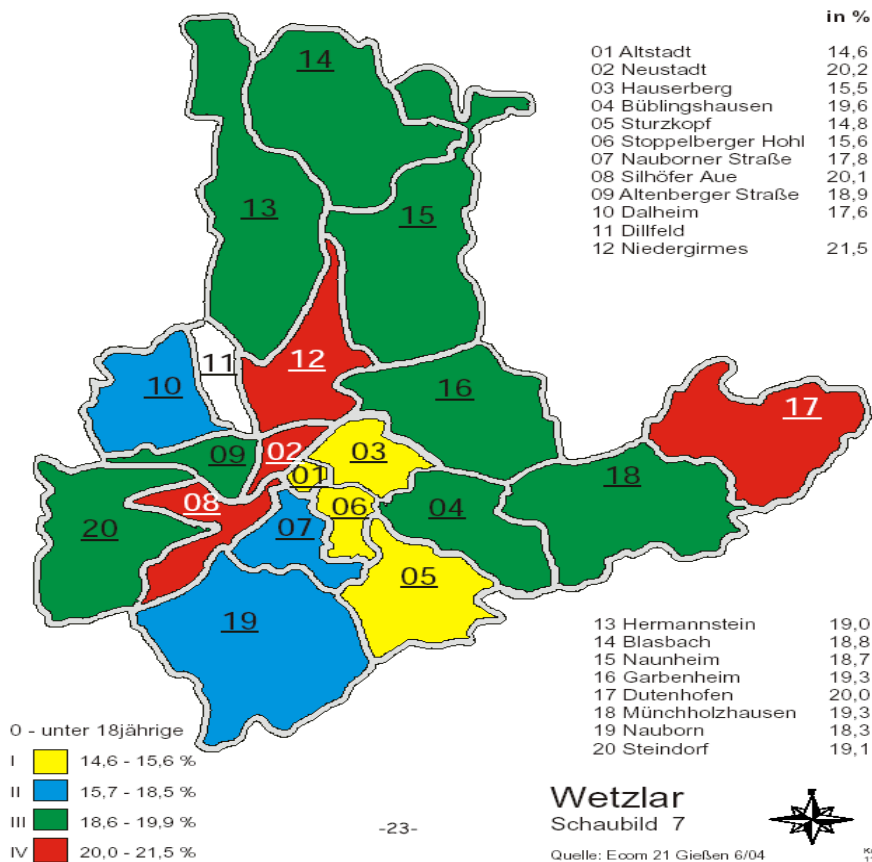 in %
01 Altstadt 14,6
02 Neustadt 20,2
03 Hauserberg 15,5
04 Büblingshausen 19,6
05 Sturzkopf 14,8
06 Stoppelberger Hohl 15,6
07 Nauborner Straße 17,8
08 Silhöfer Aue 20,1
09 Altenberger Straße 18,9
10 Dalheim 17,6
11 Dillfeld
12 Niedergirmes 21,5
14
13
15
12
11
10
16
17
02
03
09
01
18
08
06
04
20
07
05
19
13 Hermannstein 19,0
14 Blasbach 18,8
15 Naunheim 18,7
16 Garbenheim 19,3
17 Dutenhofen 20,0
18 Münchholzhausen 19,3
19 Nauborn 18,3
20 Steindorf 19,1
0 - unter 18jährige
I 14,6 - 15,6 %
II 15,7 - 18,5 %
III 18,6 - 19,9 %
IV 20,0 - 21,5 %
-23-
Wetzlar
Schaubild 7
Quelle: Ecom 21 Gießen 6/04